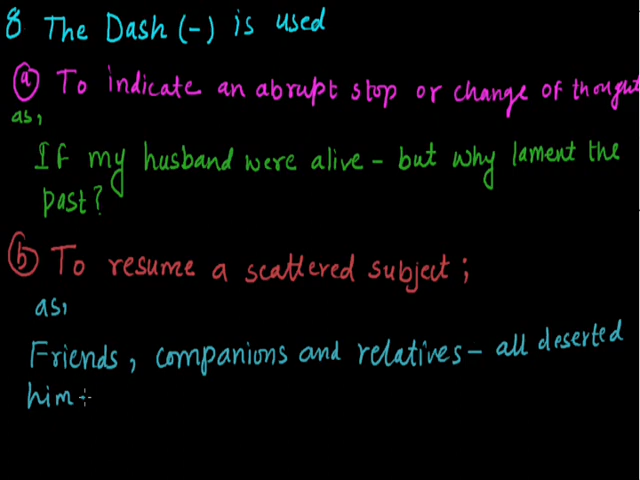 8 The Dash (-) is used
(a) To indicate an abrupt stop or change of thought
as,
If my husband were alive - but why lament the
past?
(b) To resume a scattered subject;
as,
Friends, companions and relatives - all deserted
him